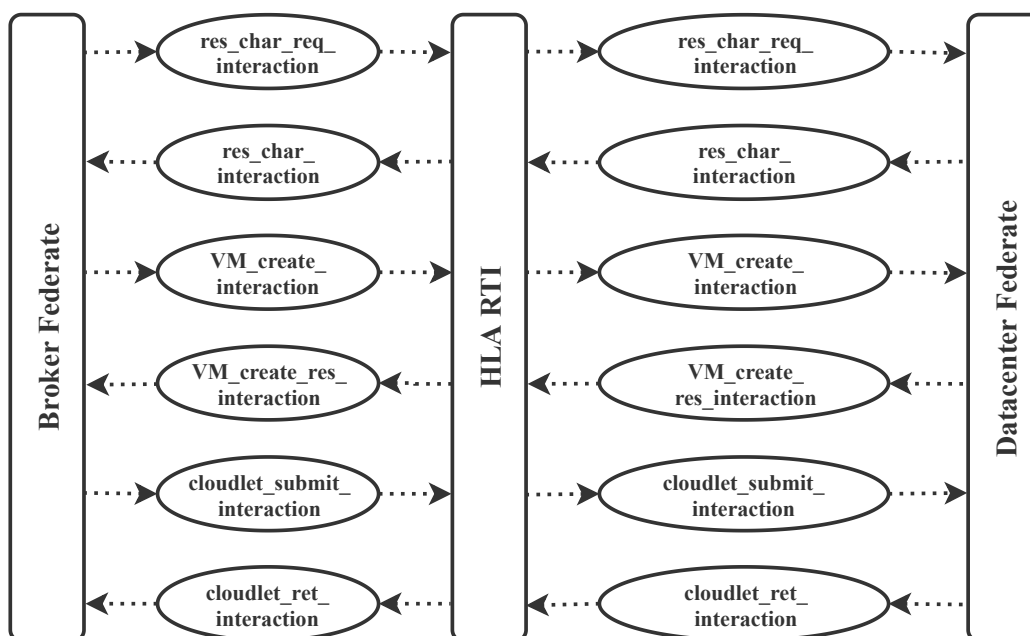 res_char_req_
interaction
res_char_req_
interaction
res_char_
interaction
res_char_
interaction
Broker Federate
VM_create_
interaction
HLA RTI
VM_create_
interaction
Datacenter Federate
VM_create_res_
interaction
VM_create_
res_interaction
cloudlet_submit_
interaction
cloudlet_submit_
interaction
cloudlet_ret_
interaction
cloudlet_ret_
interaction